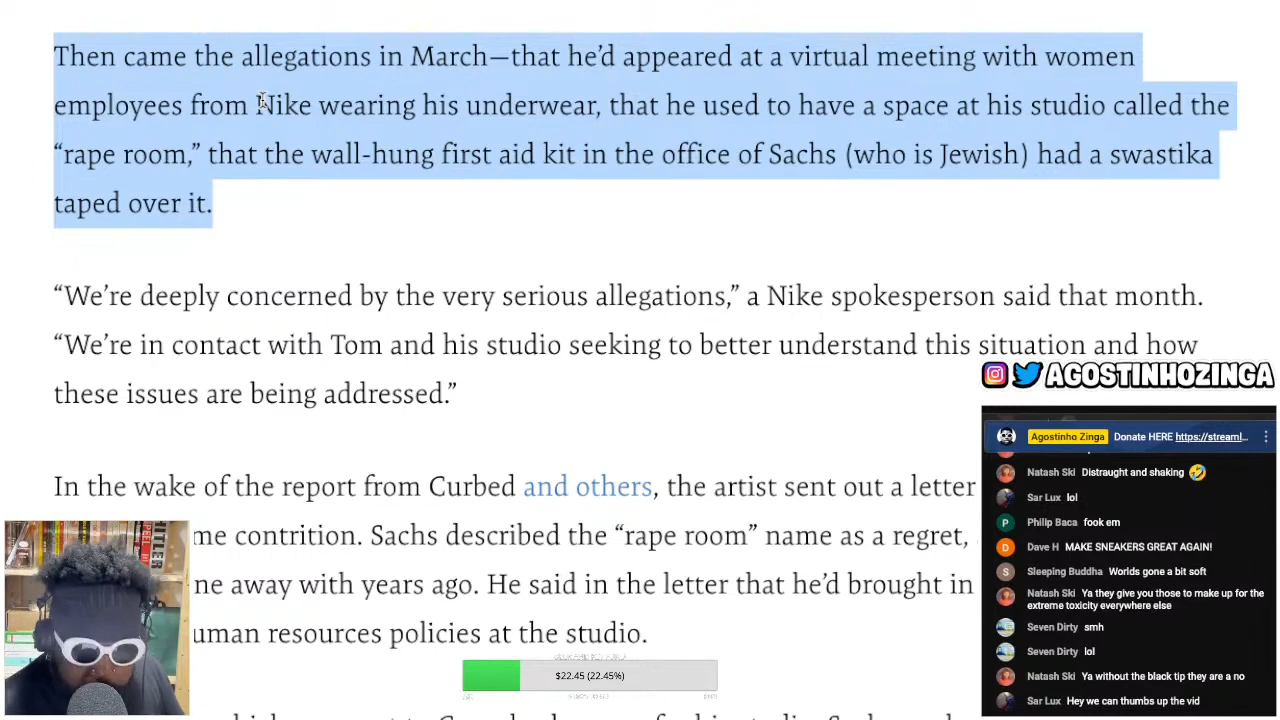 Then came the allegations in March—that he’d appeared at a virtual meeting with women
employees from Nike wearing his underwear, that he used to have a space at his studio called the
“rape room,” that the wall-hung first aid kit in the office of Sachs (who is Jewish) had a swastika
taped over it.
“We’re deeply concerned by the very serious allegations,” a Nike spokesperson said that month.
“We’re in contact with Tom and his studio seeking to better understand this situation and how
these issues are being addressed.”
In the wake of the report from Curbed and others, the artist sent out a letter
me contrition. Sachs described the “rape room” name as a regret,
ne away with years ago. He said in the letter that he’d brought in
uman resources policies at the studio.
$22.45 (22.45%)
AGOSTINHOZINGA
Agostinho Zinga Donate HERE https://streaml...
Natash Ski Distraught and shaking 🤣
Sar Lux lol
P Philip Baca fook em
D Dave H MAKE SNEAKERS GREAT AGAIN!
S Sleeping Buddha Worlds gone a bit soft
Natash Ski Ya they give you those to make up for the
extreme toxicity everywhere else
Seven Dirty smh
Seven Dirty lol
Natash Ski Ya without the black tip they are a no
Sar Lux Hey we can thumbs up the vid